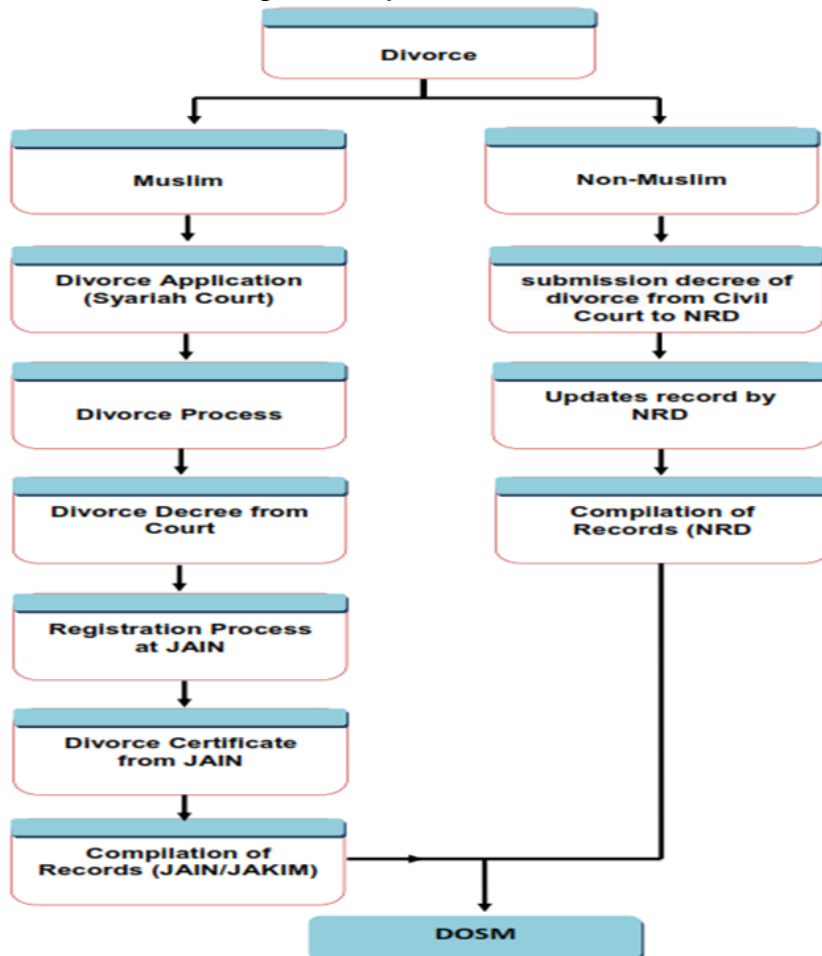 Divorce
Muslim
Non-Muslim
Divorce Application
(Syariah Court)
submission decree of
divorce from Civil
Court to NRD
Divorce Process
Updates record by
NRD
Divorce Decree from
Court
Compilation of
Records (NRD
Registration Process
at JAIN
Divorce Certificate
from JAIN
Compilation of
Records (JAIN/JAKIM)
DOSM